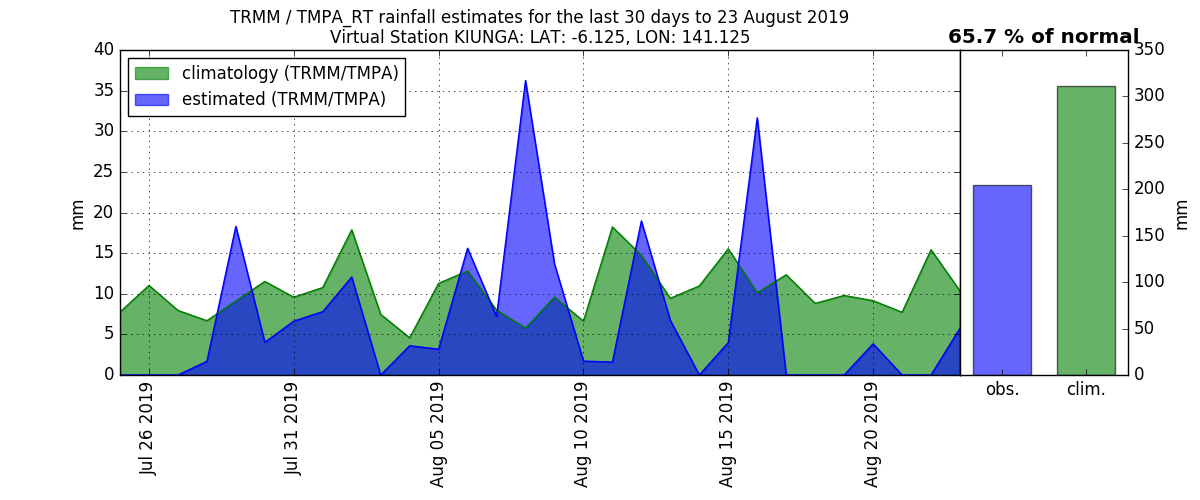 TRMM / TMPA_RT rainfall estimates for the last 30 days to 23 August 2019
Virtual Station KIUNGA: LAT: -6.125, LON: 141.125
65.7 % of normal
climatology (TRMM/TMPA)
estimated (TRMM/TMPA)
40
35
30
25
20
15
10
5
0
mm
Jul 26 2019
Jul 31 2019
Aug 05 2019
Aug 10 2019
Aug 15 2019
Aug 20 2019
obs.
clim.
350
300
250
200
150
100
50
0
mm